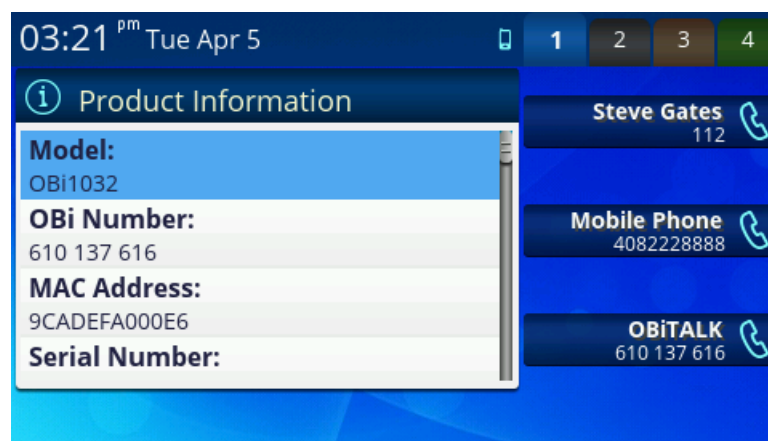 03:21 pm Tue Apr 5
1 2 3 4
Product Information
Model:
OBi1032
OBi Number:
610 137 616
MAC Address:
9CADEFA000E6
Serial Number:
Steve Gates
112
Mobile Phone
4082228888
OBiTALK
610 137 616